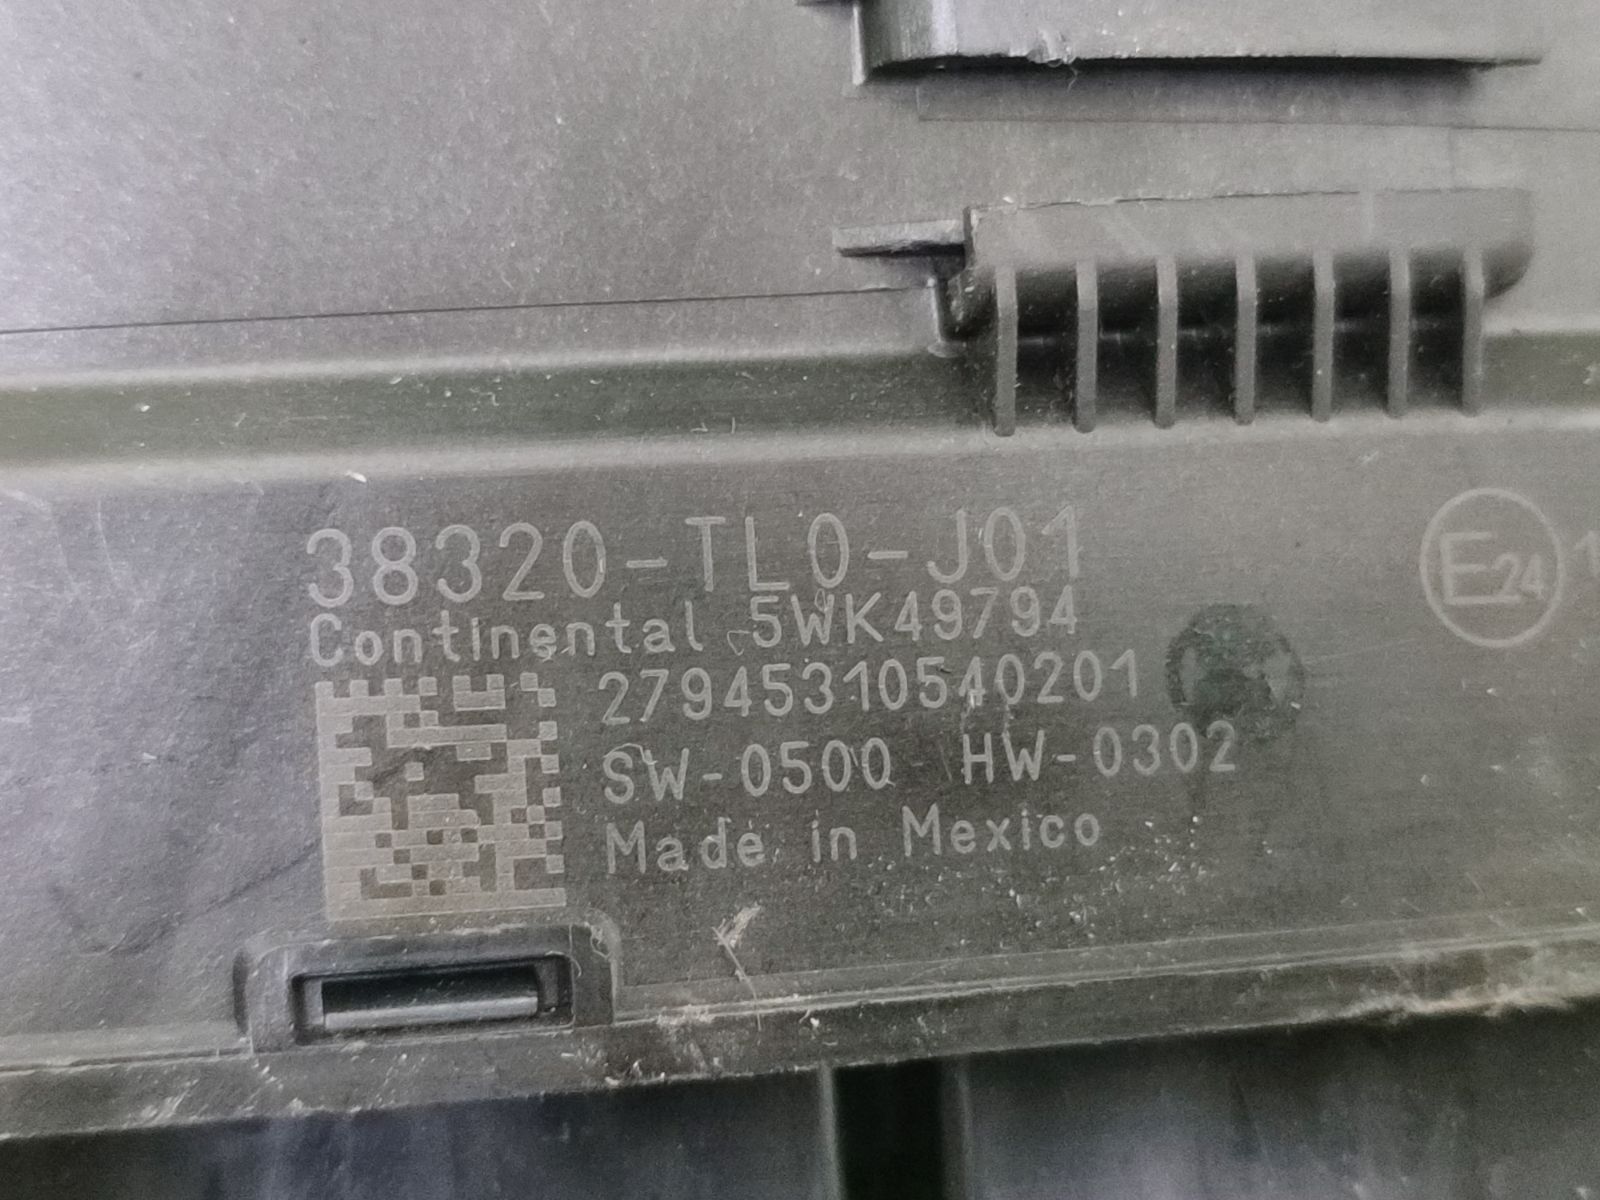 38320-TL0-J01
Continental 5WK49794
27945310540201
SW-0500 HW-0302
Made in Mexico
E24